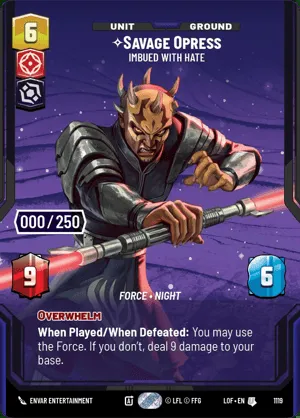 6
UNIT GROUND
✧SAVAGE OPRESS
IMBUED WITH HATE
000/250
9
6
FORCE • NIGHT
OVERWHELM
When Played/When Defeated: You may
use the Force. If you don't, deal 9 damage to your
base.
ENVAR ENTERTAINMENT © LFL © FFG LOF • EN 1119